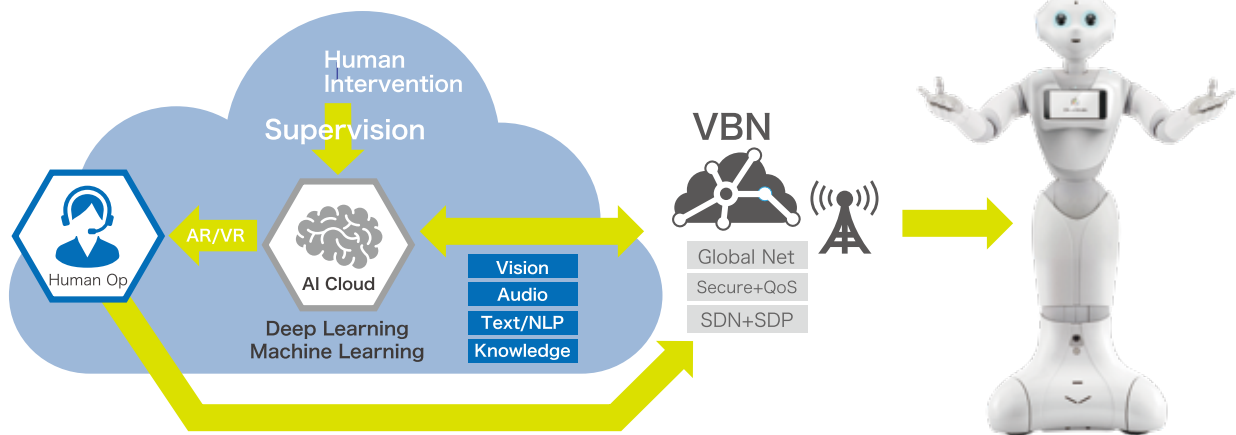 Human
Intervention
Supervision
AR/VR
Human Op
AI Cloud
Deep Learning
Machine Learning
Vision
Audio
Text/NLP
Knowledge
VBN
Global Net
Secure+QoS
SDN+SDP